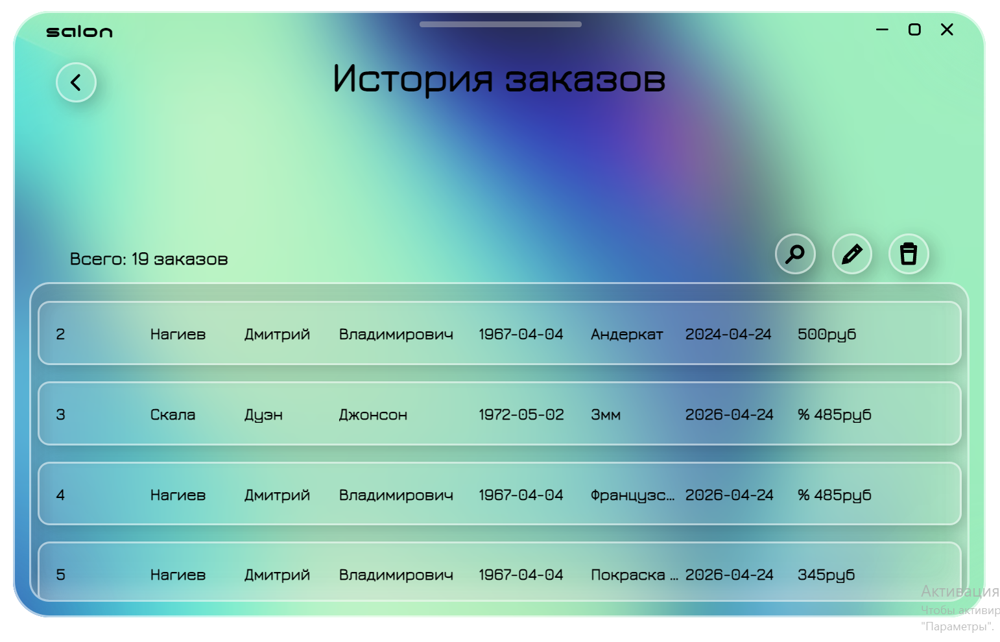 salon
История заказов
Всего: 19 заказов
2 Нагиев Дмитрий Владимирович 1967-04-04 Андеркат 2024-04-24 500руб
3 Скала Дуэн Джонсон 1972-05-02 3мм 2026-04-24 % 485руб
4 Нагиев Дмитрий Владимирович 1967-04-04 Французс... 2026-04-24 % 485руб
5 Нагиев Дмитрий Владимирович 1967-04-04 Покраска ... 2026-04-24 345руб
Активация
Чтобы активир
"Параметры".